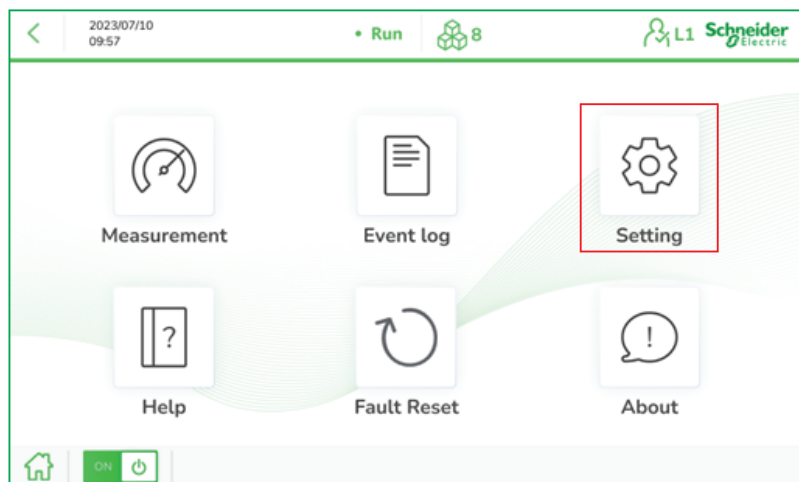 2023/07/10
09:57
• Run
8
L1
Schneider
Electric
Measurement
Event log
Setting
?
!
Help
Fault Reset
About
ON